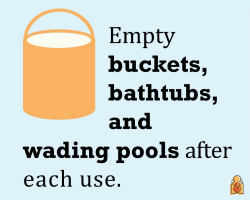 Empty
buckets,
bathtubs,
and
wading pools after
each use.